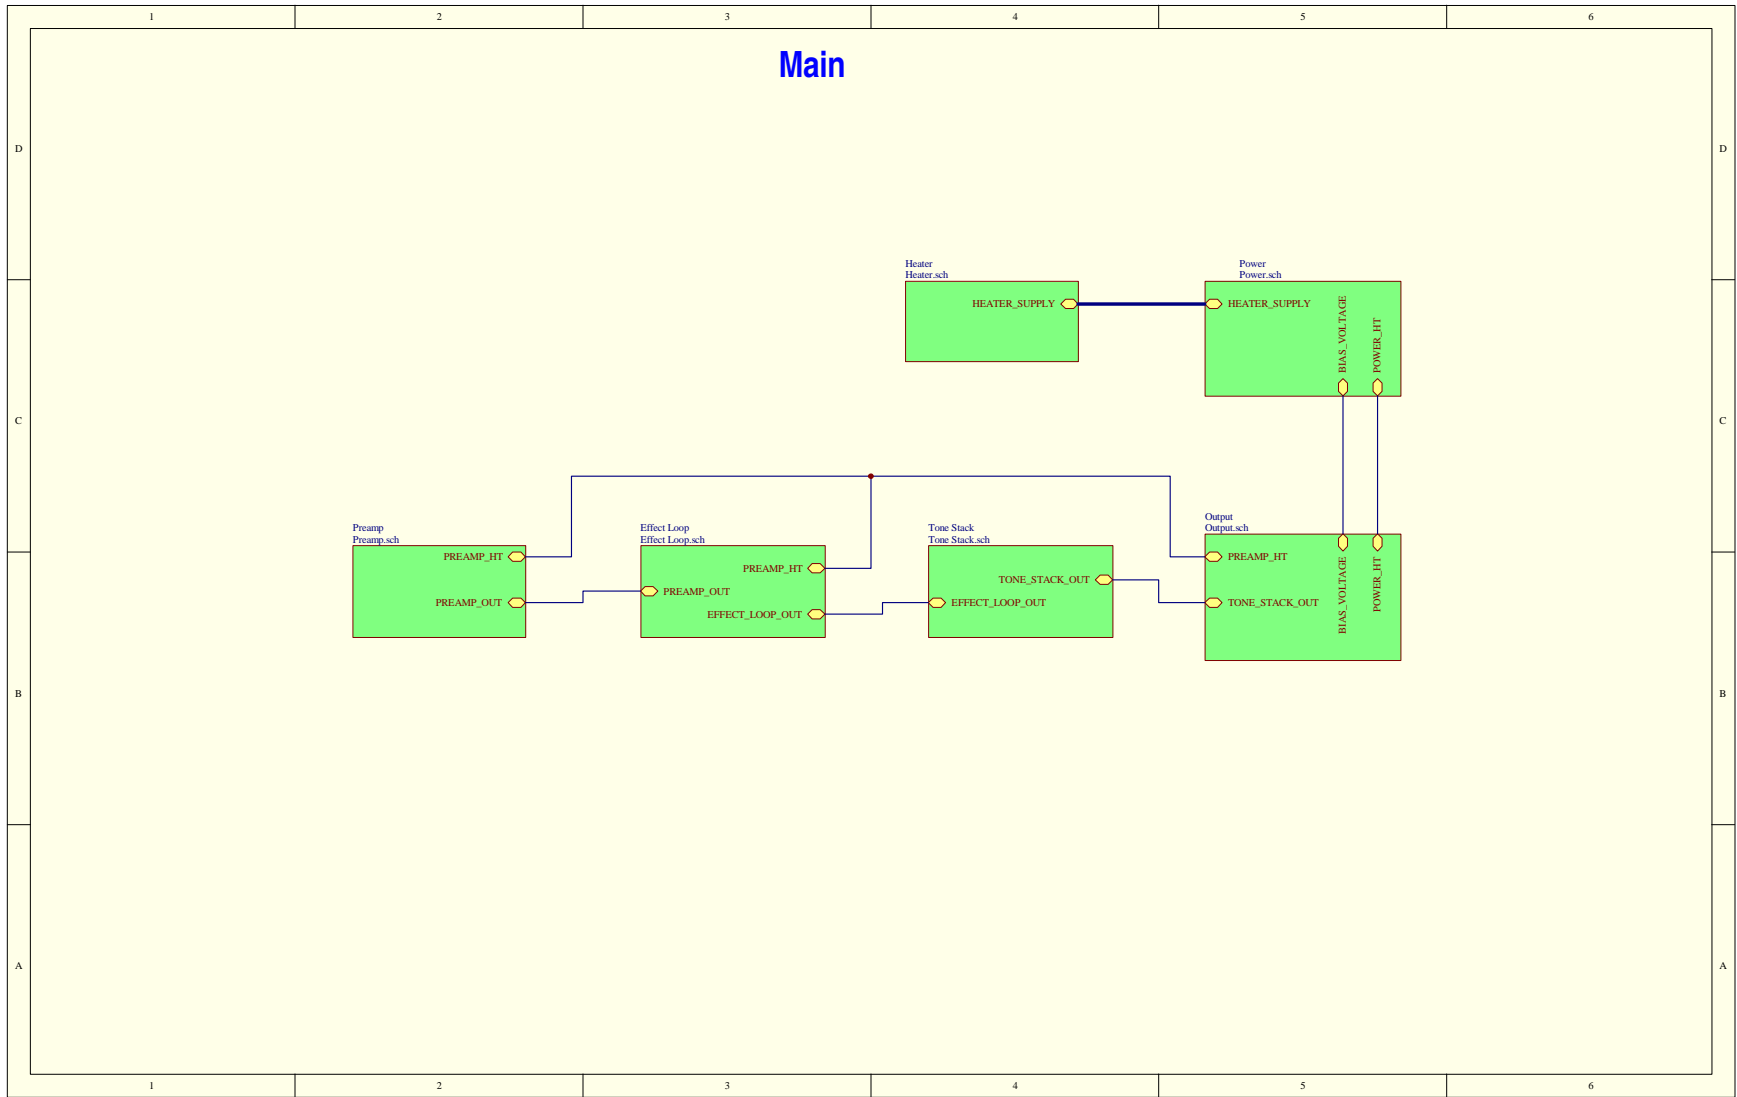 1 2 3 4 5 6
Main
D D
Heater
Heater.sch
HEATER_SUPPLY
Power
Power.sch
HEATER_SUPPLY
BIAS_VOLTAGE
POWER_HT
C C
Preamp
Preamp.sch
PREAMP_HT
PREAMP_OUT
Effect Loop
Effect Loop.sch
PREAMP_HT
PREAMP_OUT
EFFECT_LOOP_OUT
Tone Stack
Tone Stack.sch
TONE_STACK_OUT
EFFECT_LOOP_OUT
Output
Output.sch
PREAMP_HT
TONE_STACK_OUT
BIAS_VOLTAGE
POWER_HT
B B
A A
1 2 3 4 5 6